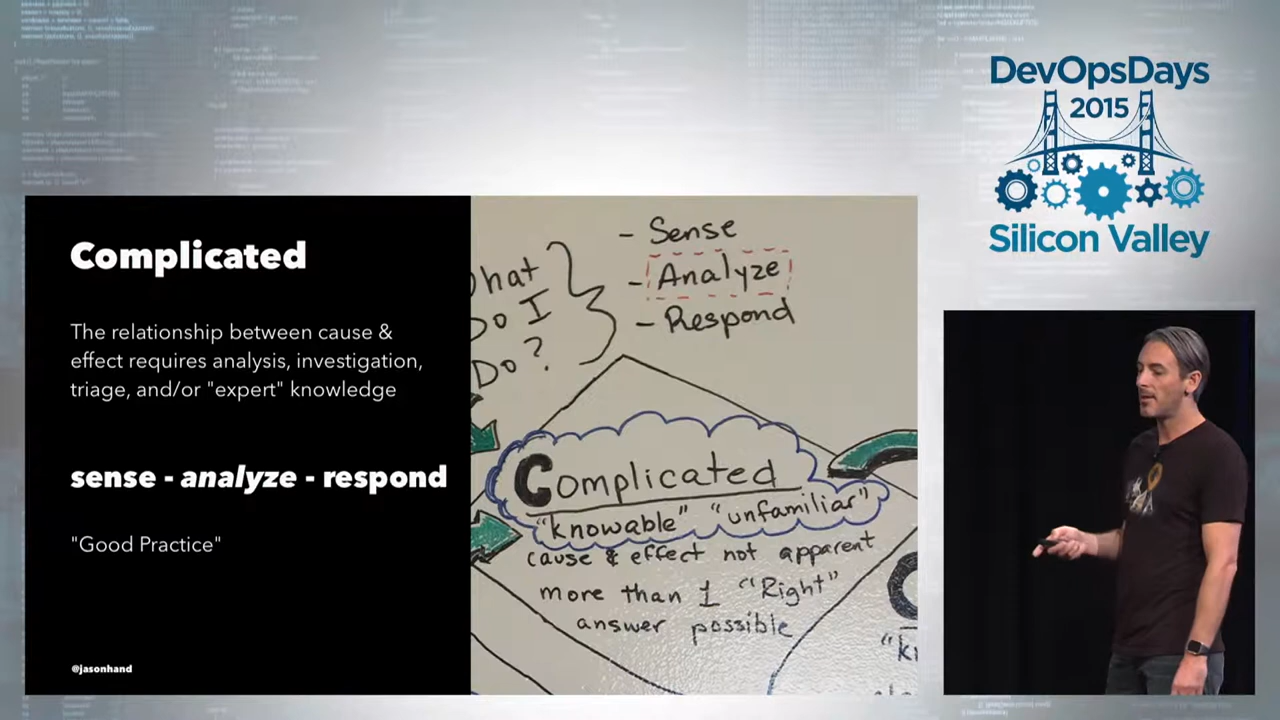 DevOpsDays
2015
Silicon Valley
Complicated
The relationship between cause &
effect requires analysis, investigation,
triage, and/or "expert" knowledge
sense - analyze - respond
"Good Practice"
@jasonhand
Do I
Do?
- Sense
- Analyze
- Respond
Complicated
"knowable" "unfamiliar"
cause & effect not apparent
more than 1 "Right"
answer possible